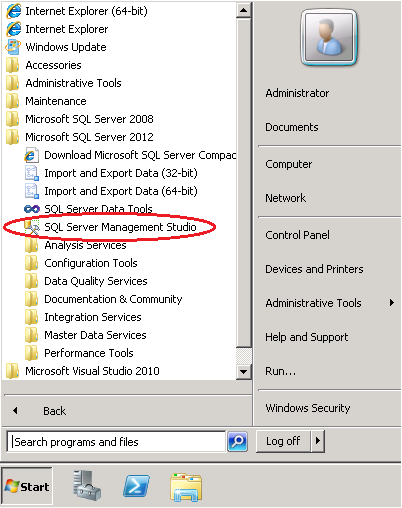 Internet Explorer (64-bit)
Internet Explorer
Windows Update
Accessories
Administrative Tools
Maintenance
Microsoft SQL Server 2008
Microsoft SQL Server 2012
Download Microsoft SQL Server Compac
Import and Export Data (32-bit)
Import and Export Data (64-bit)
SQL Server Data Tools
SQL Server Management Studio
Analysis Services
Configuration Tools
Data Quality Services
Documentation & Community
Integration Services
Master Data Services
Performance Tools
Microsoft Visual Studio 2010
Back
Search programs and files
Administrator
Documents
Computer
Network
Control Panel
Devices and Printers
Administrative Tools
Help and Support
Run...
Windows Security
Log off
Start